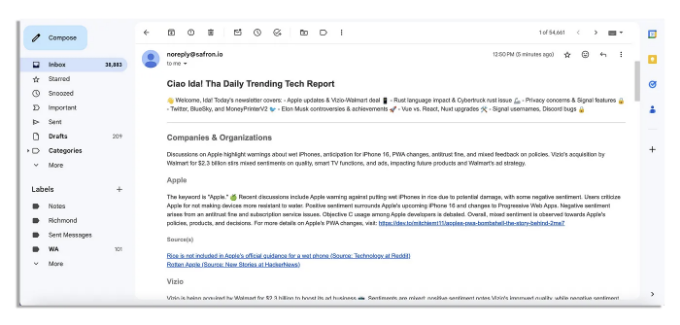 Compose
1 of 54,661
Inbox 36,883
Starred
Snoozed
Important
Sent
Drafts 209
Categories
More
Labels
Notes
Richmond
Sent Messages
WA 101
More
noreply@safron.io
to me
12:50 PM (5 minutes ago)
Ciao Ida! Tha Daily Trending Tech Report
👋 Welcome, Ida! Today's newsletter covers: - Apple updates & Vizio-Walmart deal 📱 - Rust language impact & Cybertruck rust issue - Privacy concerns & Signal features 🔒
- Twitter, BlueSky, and MoneyPrinterV2 🐦 - Elon Musk controversies & achievements 🚀 - Vue vs. React, Nuxt upgrades 🛠 - Signal usernames, Discord bugs 🔒
Companies & Organizations
Discussions on Apple highlight warnings about wet iPhones, anticipation for iPhone 16, PWA changes, antitrust fine, and mixed feedback on policies. Vizio's acquisition by
Walmart for $2.3 billion stirs mixed sentiments on quality, smart TV functions, and ads, impacting future products and Walmart's ad strategy.
Apple
The keyword is "Apple." 🍏 Recent discussions include Apple warning against putting wet iPhones in rice due to potential damage, with some negative sentiment. Users criticize
Apple for not making devices more resistant to water. Positive sentiment surrounds Apple's upcoming iPhone 16 and changes to Progressive Web Apps. Negative sentiment
arises from an antitrust fine and subscription service issues. Objective C usage among Apple developers is debated. Overall, mixed sentiment is observed towards Apple's
policies, products, and decisions. For more details on Apple's PWA changes, visit: https://dev.to/mitchiemt11/apples-pwa-bombshell-the-story-behind-2me7
Source(s)
Rice is not included in Apple's official guidance for a wet phone (Source: Technology at Reddit)
Rotten Apple (Source: New Stories at HackerNews)
Vizio
Vizio is being acquired by Walmart for $2.3 billion to boost its ad business Sentiments are mixed: positive sentiment notes Vizio's improved quality, while negative sentiment